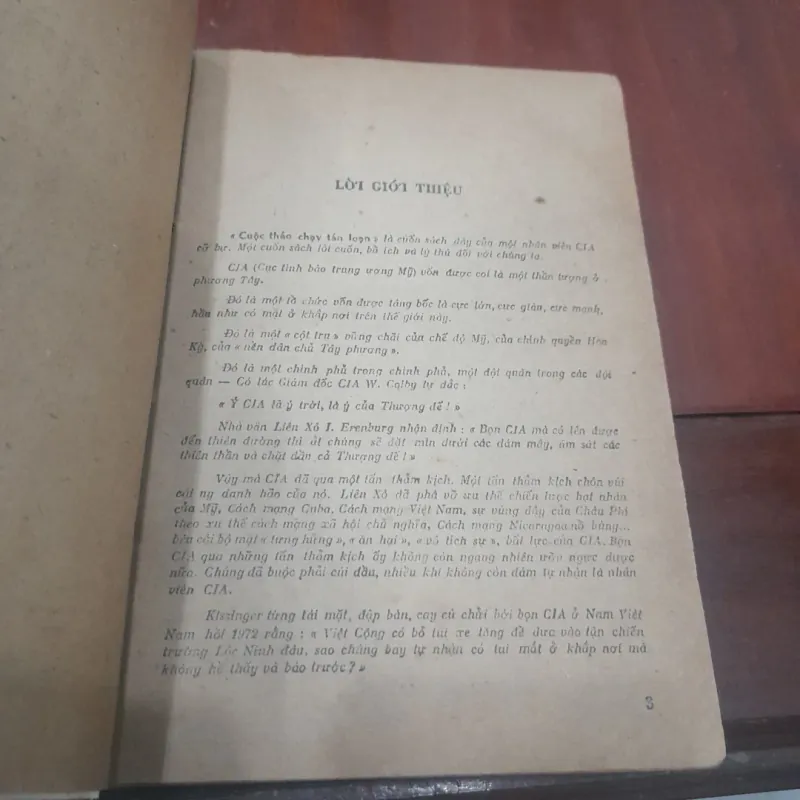 LỜI GIỚI THIỆU
« Cuộc tháo chạy tán loạn » là cuốn sách dày của một nhân viên CIA
cỡ bự. Một cuốn sách lôi cuốn, bồ ích và lý thú đối với chúng ta.
CIA (Cục tình báo trung ương Mỹ) vốn được coi là một thần tượng ở
phương Tây.
Đó là một tổ chức vẫn được tâng bốc là cực lớn, cực giàu, cực mạnh,
hầu như có mặt ở khắp nơi trên thế giới này.
Đó là một « cột trụ » vững chãi của chế độ Mỹ, của chính quyền Hoa
Kỳ, của « nền dân chủ Tây phương ».
Đó là một chính phủ trong chính phủ, một đội quân trong các đội
quân — Có lúc Giám đốc CIA W. Colby tự đắc :
« Ý CIA là ý trời, là ý của Thượng đế ! »
Nhà văn Liên Xô I. Erenburg nhận định : « Bọn CIA mà có lên được
đến thiên đường thì ắt chúng sẽ đặt mìn dưới các đám mây, ám sát các
thiên thần và chặt đầu cả Thượng đế ! »
Vậy mà CIA đã qua một tấn thảm kịch. Một tấn thảm kịch chôn vùi
cái uy danh hão của nó. Liên Xô đã phá vỡ ưu thế chiến lược hạt nhân
của Mỹ, Cách mạng Cuba, Cách mạng Việt Nam, sự vùng dậy của Châu Phi
theo xu thế cách mạng xã hội chủ nghĩa, Cách mạng Nicaragoa nổ bùng...
bêu cái bộ mặt « tưng hửng », « ăn hại », « vô tích sự », bất lực của CIA. Bọn
CIA qua những tấn thảm kịch ấy không còn ngang nhiên ưỡn ngực được
nữa. Chúng đã buộc phải cúi đầu, nhiều khi không còn dám tự nhận là nhân
viên CIA.
Kissinger từng tái mặt, đập bàn, cay cú chửi bới bọn CIA ở Nam Việt
Nam hồi 1972 rằng : « Việt Cộng có bỏ túi xe tăng để đưa vào tận chiến
trường Lộc Ninh đâu, sao chúng bay tự nhận có tai mắt ở khắp nơi mà
không hề thấy và báo trước ? »
3